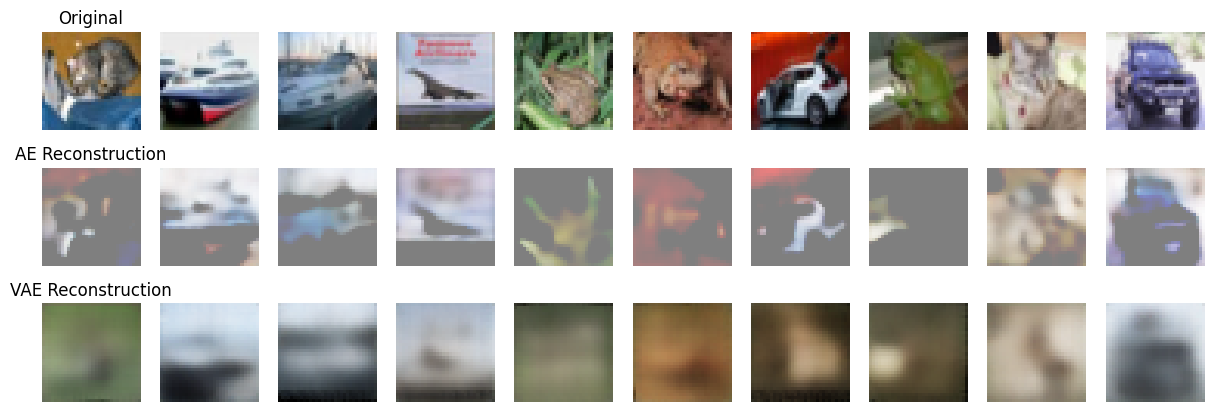 Original
AE Reconstruction
VAE Reconstruction